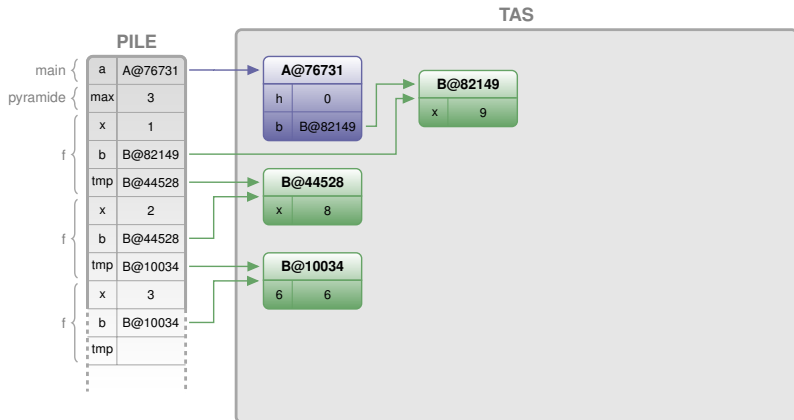 TAS
PILE
main a A@76731
pyramide max 3
f x 1
b B@82149
tmp B@44528
f x 2
b B@44528
tmp B@10034
f x 3
b B@10034
tmp
A@76731
h 0
b B@82149
B@82149
x 9
B@44528
x 8
B@10034
6 6